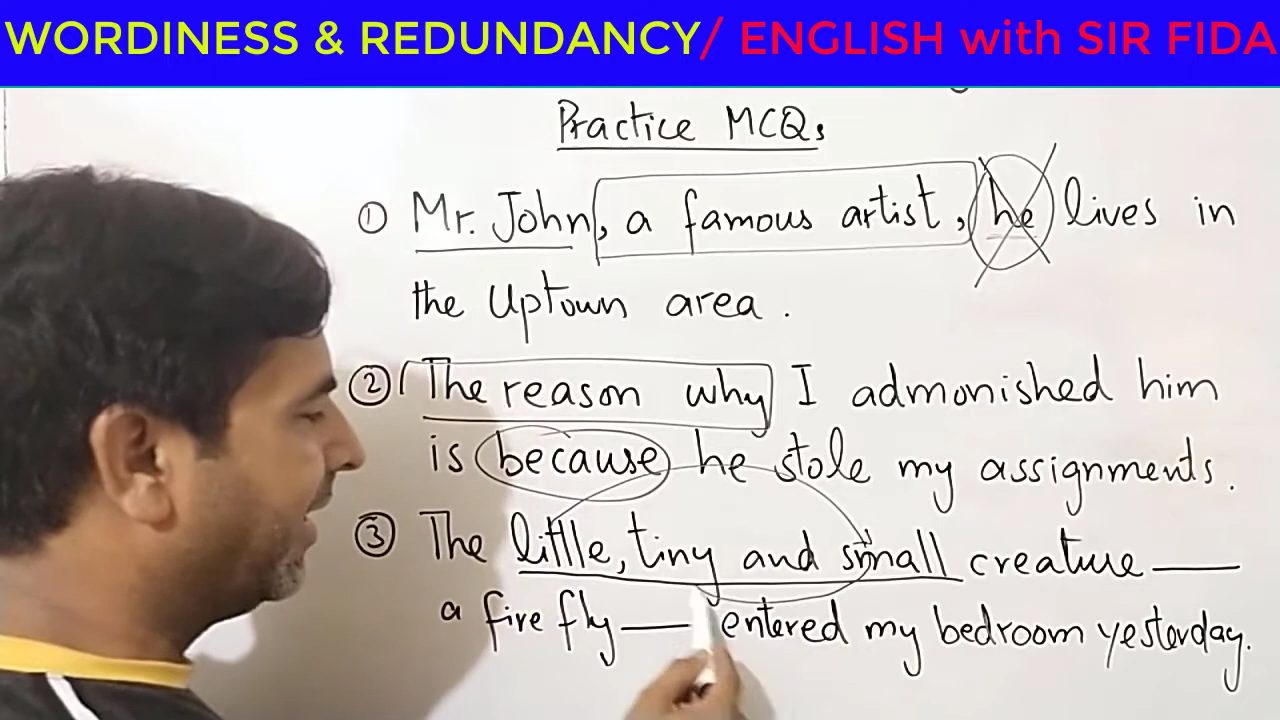 WORDINESS & REDUNDANCY/ ENGLISH with SIR FIDA
Practice MCQs
① Mr. John, a famous artist, he lives in
the Uptown area.
② The reason why I admonished him
is because he stole my assignments.
③ The little, tiny and small creature —
a fire fly — entered my bedroom yesterday.